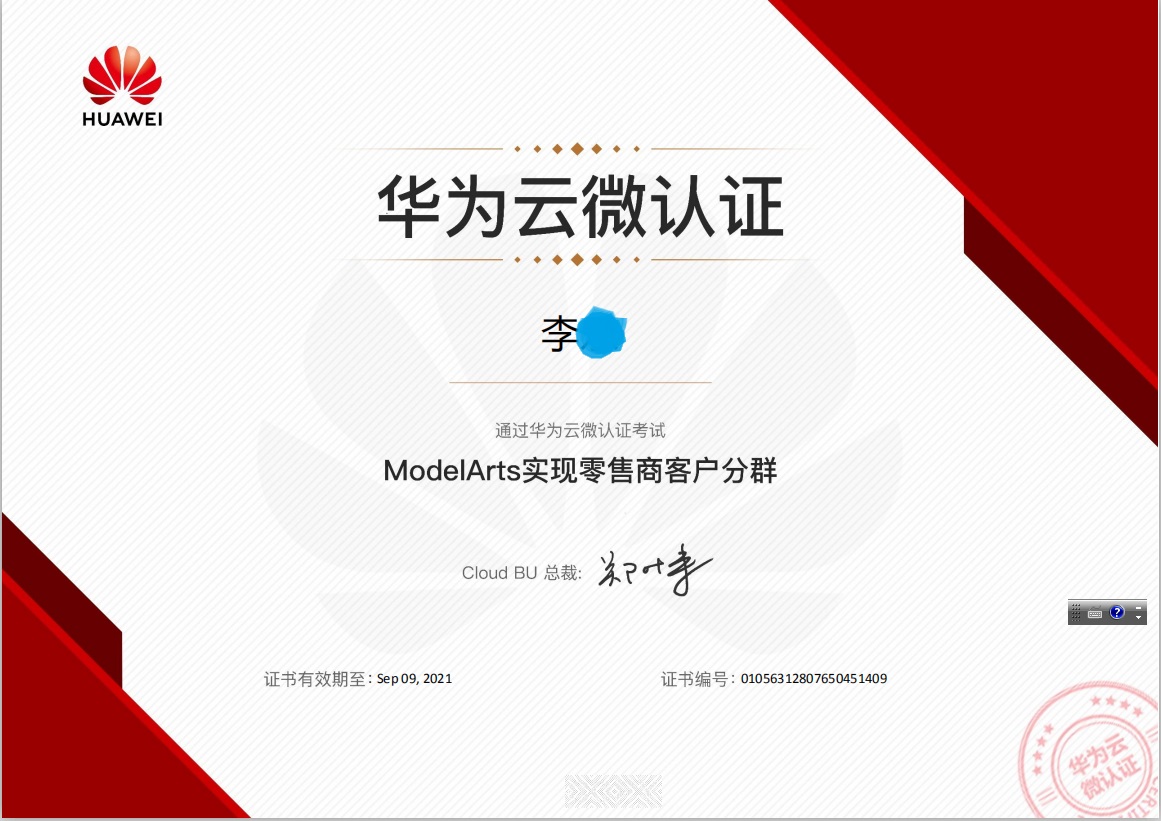 HUAWEI
华为云微认证
李
通过华为云微认证考试
ModelArts实现零售商客户分群
Cloud BU 总裁: 郑叶来
证书有效期至: Sep 09, 2021
证书编号: 01056312807650451409
华为云
微认证